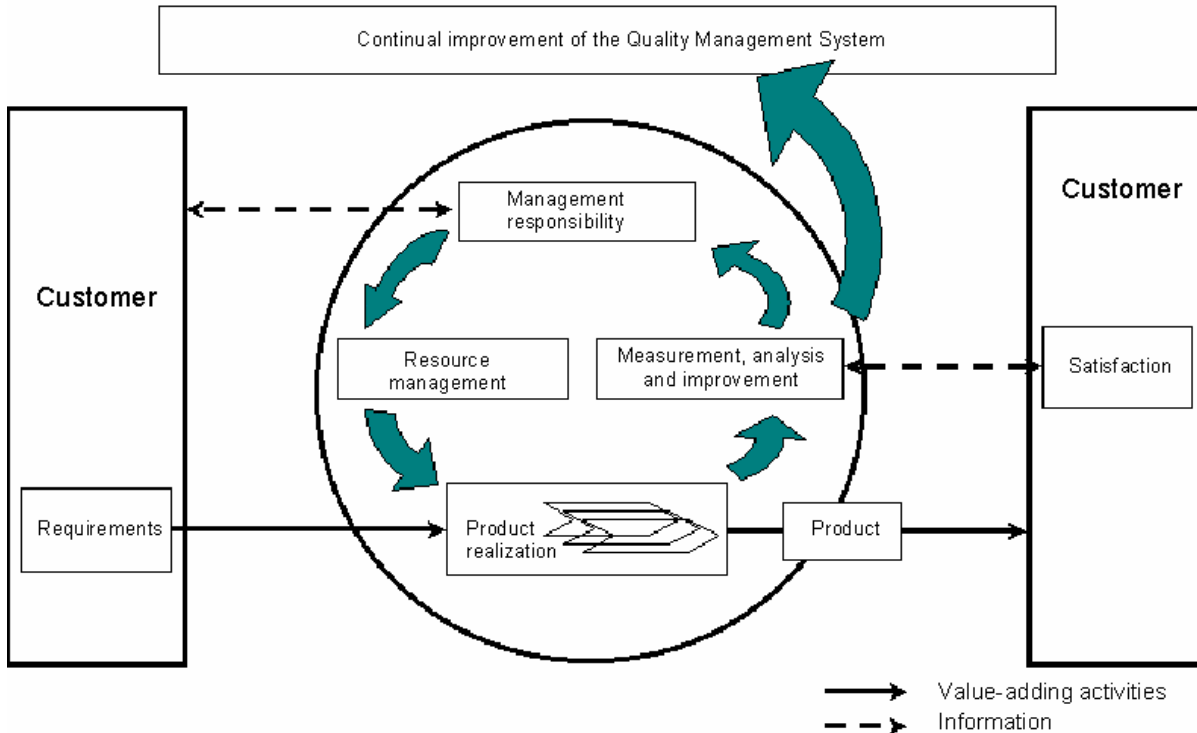 Continual improvement of the Quality Management System
Customer
Management
responsibility
Customer
Resource
management
Measurement, analysis
and improvement
Satisfaction
Requirements
Product
realization
Product
Value-adding activities
Information